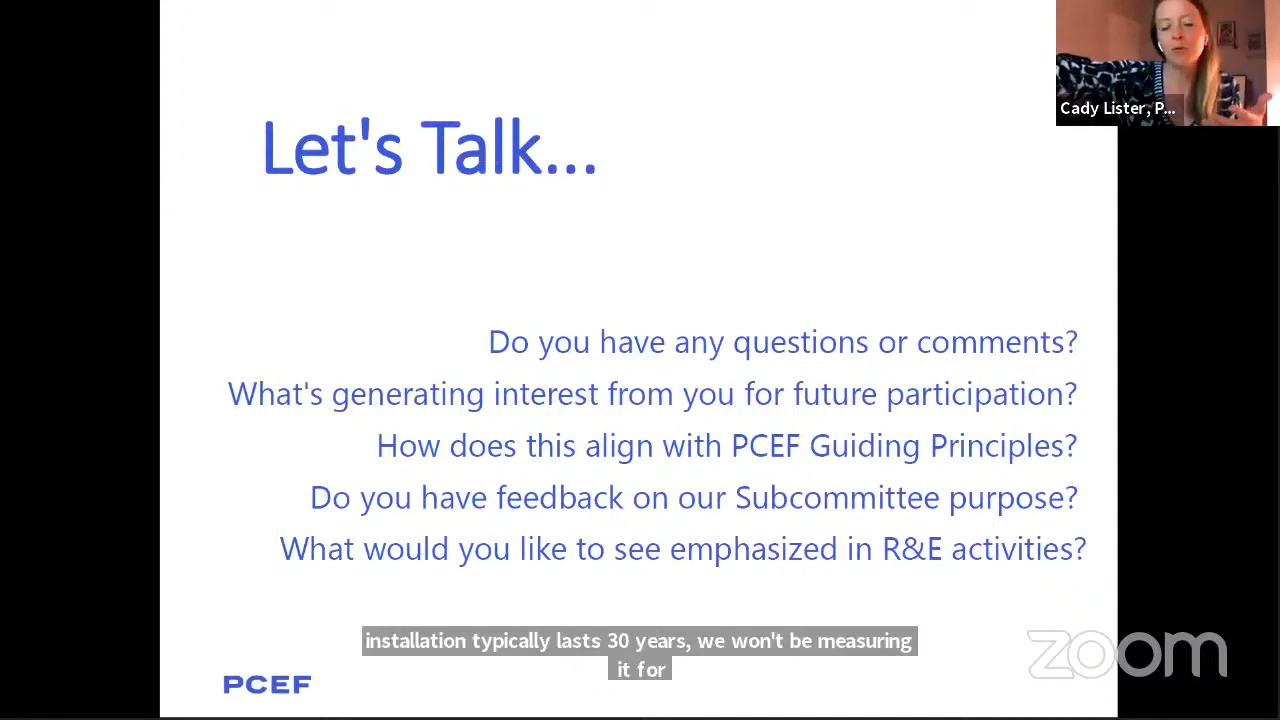 Cady Lister, P...
Let's Talk...
Do you have any questions or comments?
What's generating interest from you for future participation?
How does this align with PCEF Guiding Principles?
Do you have feedback on our Subcommittee purpose?
What would you like to see emphasized in R&E activities?
installation typically lasts 30 years, we won't be measuring
it for
zoom
PCEF